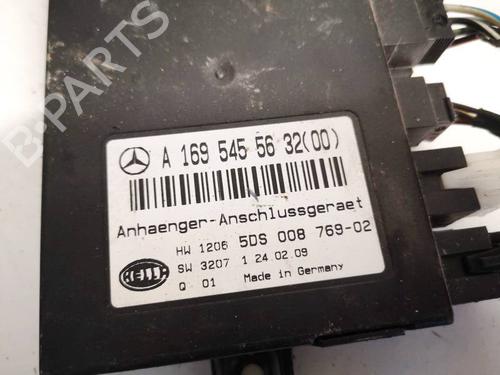 B-PARTS
A 169 545 56 32(00)
Anhaenger-Anschlussgeraet
HW 1206 5DS 008 769-02
SW 3207 1 24.02.09
HELLA Q 01 Made in Germany